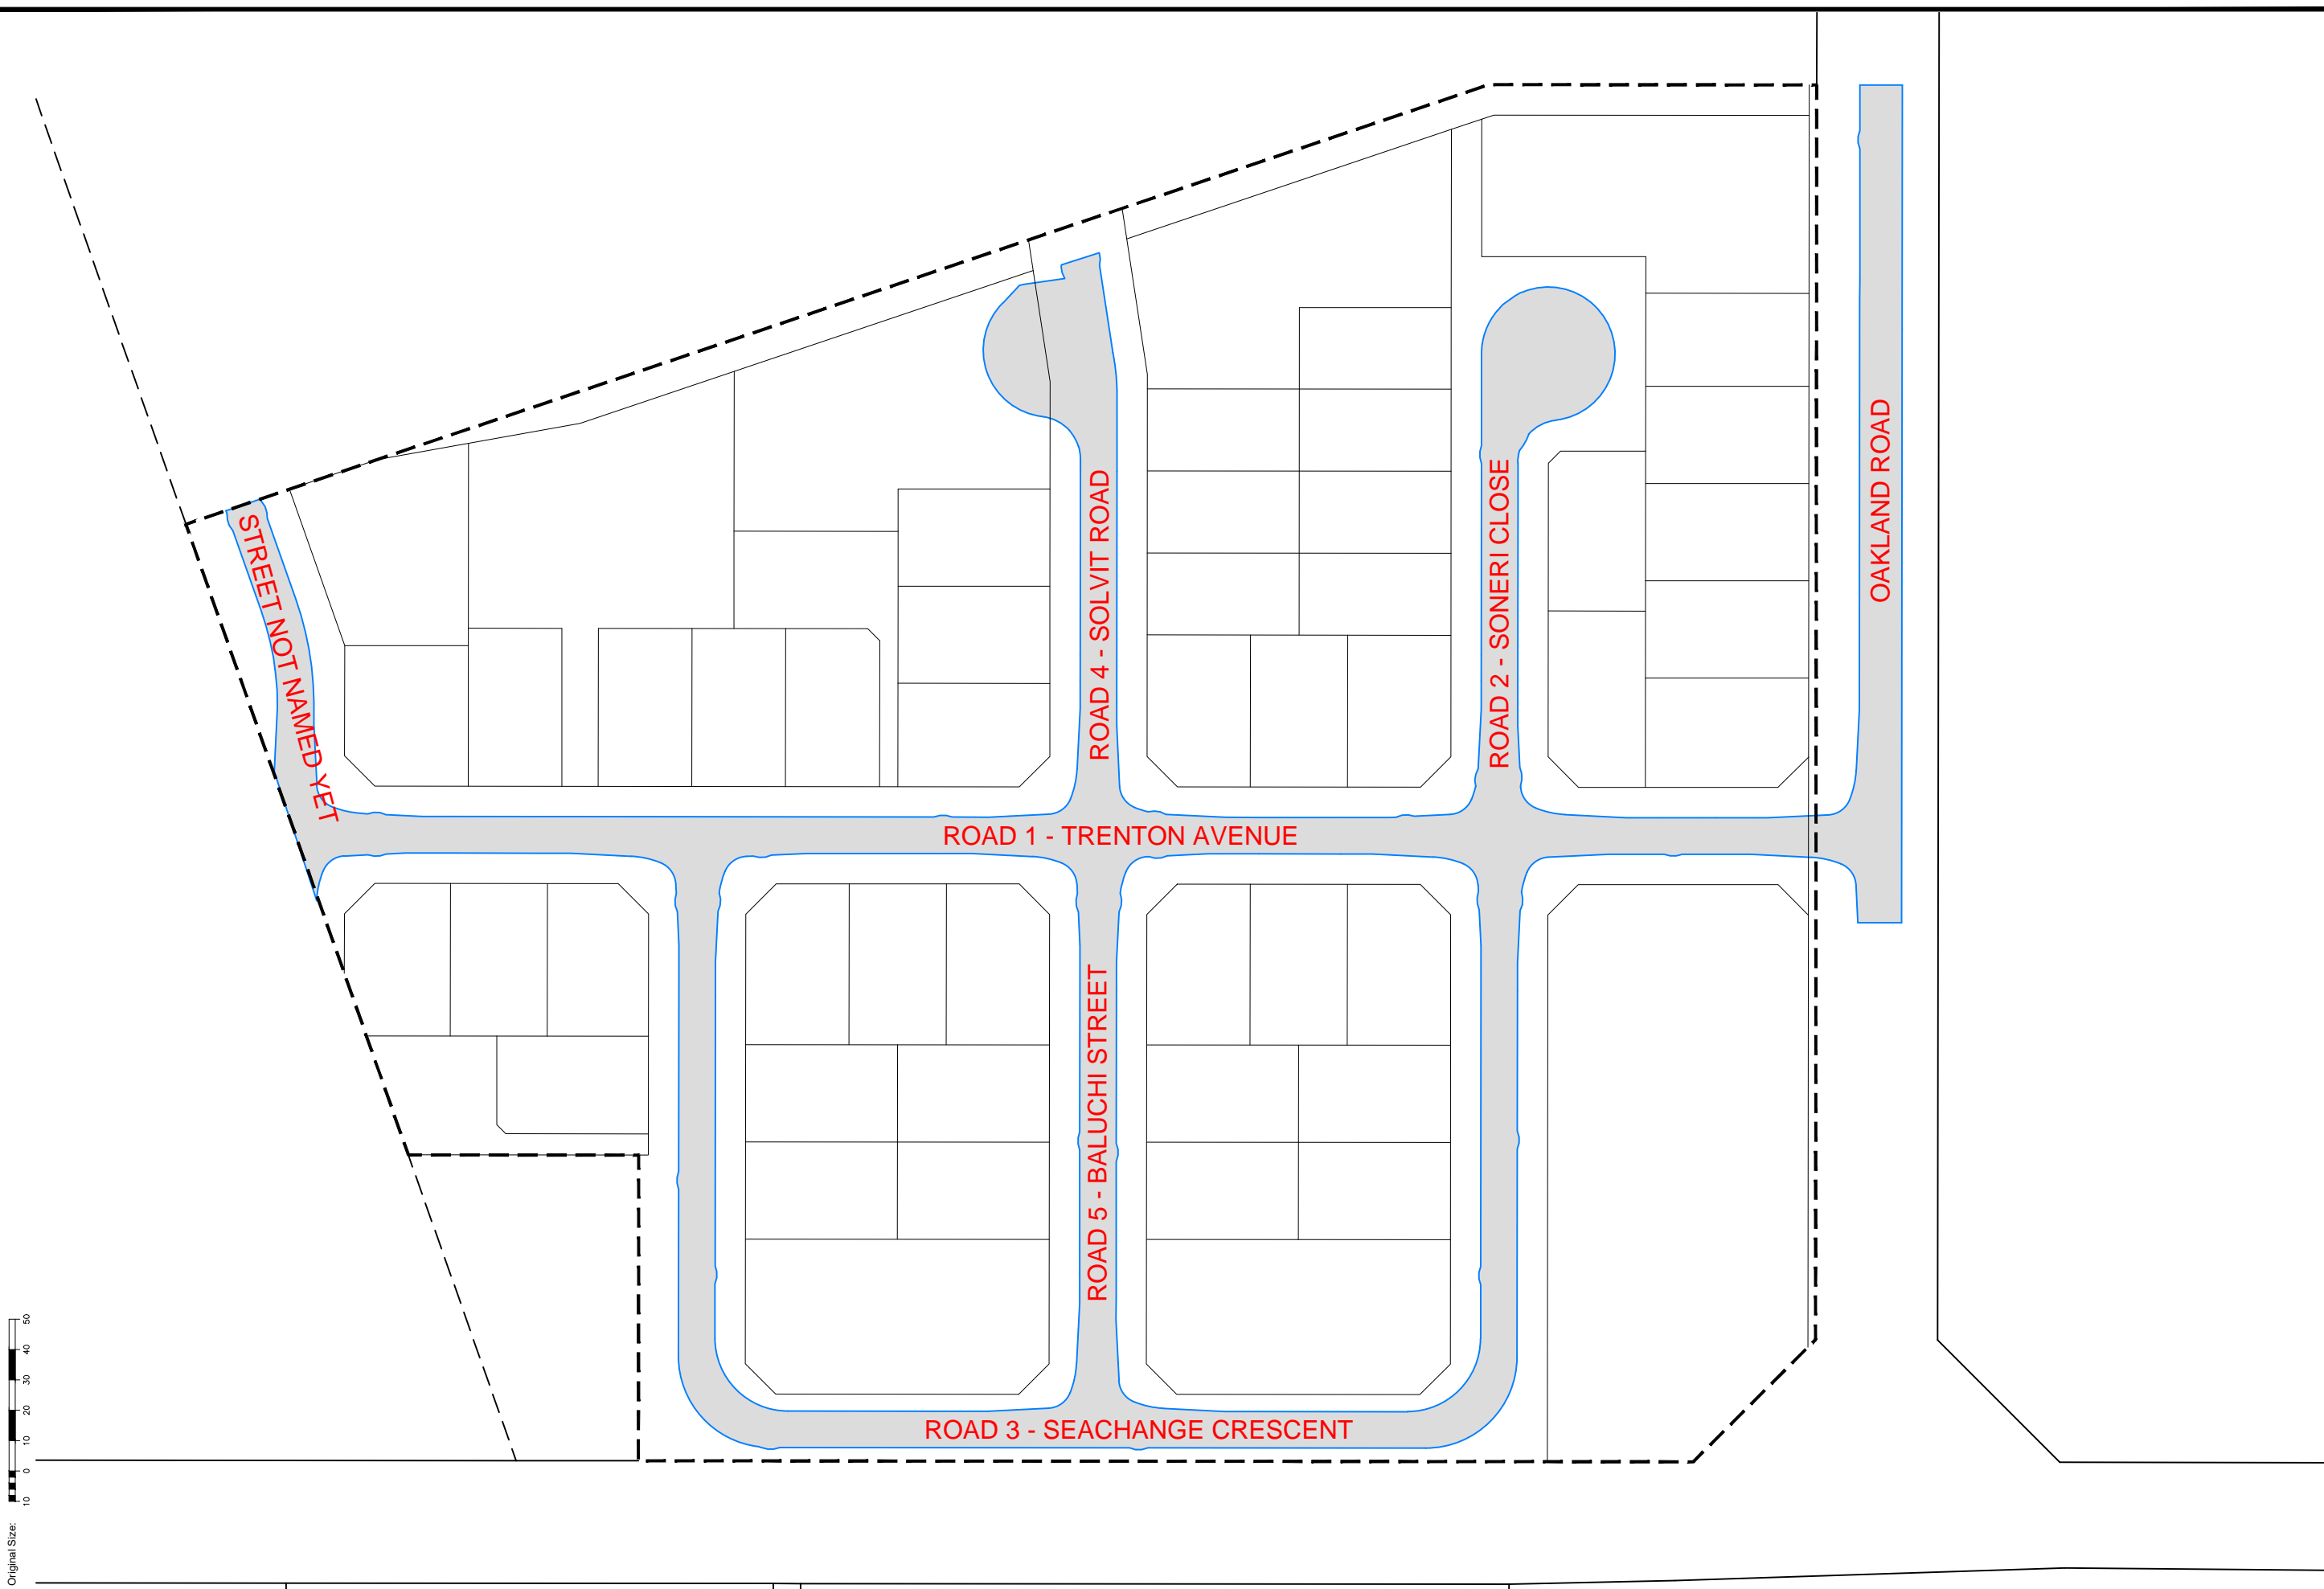 STREET NOT NAMED YET
ROAD 4 - SOLVIT ROAD
ROAD 2 - SONERI CLOSE
OAKLAND ROAD
ROAD 1 - TRENTON AVENUE
ROAD 5 - BALUCHI STREET
ROAD 3 - SEACHANGE CRESCENT
50
40
30
20
10
0
10
Original Size: